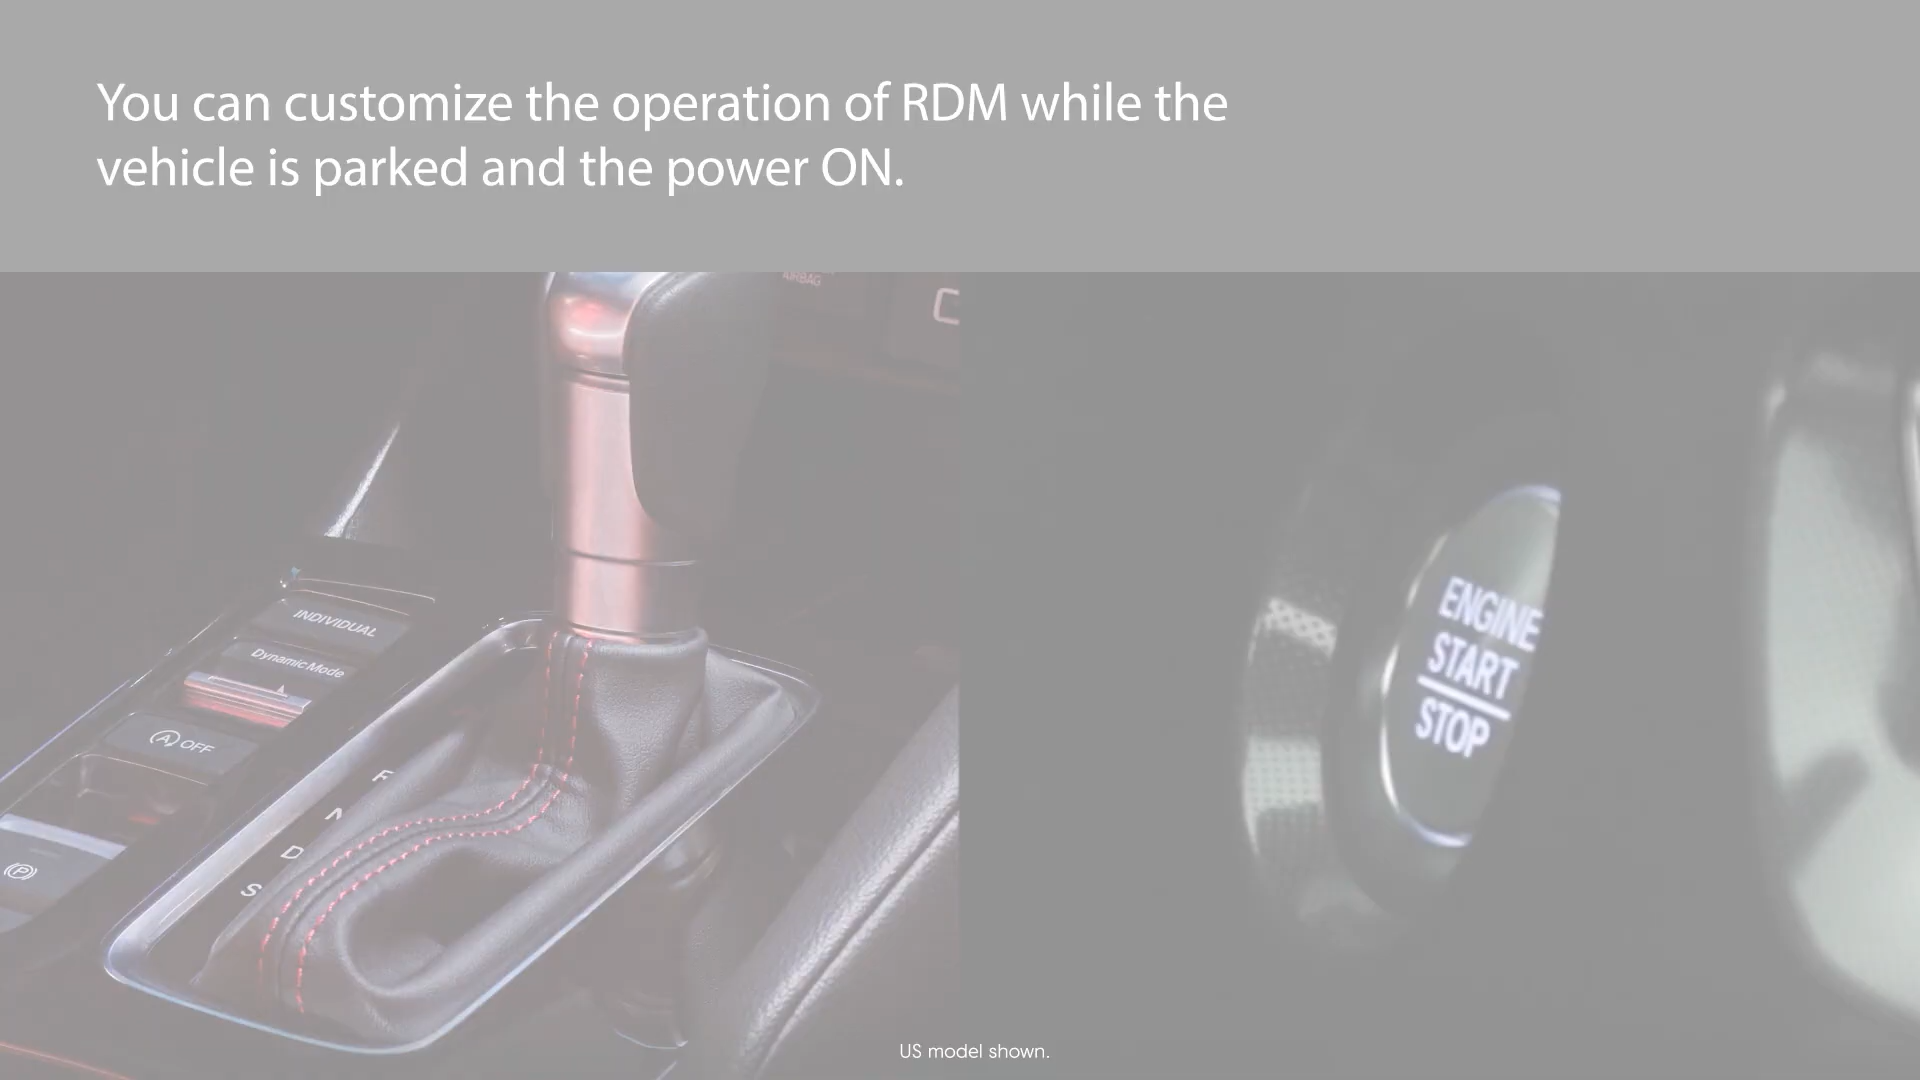 You can customize the operation of RDM while the
vehicle is parked and the power ON.
AIRBAG
INDIVIDUAL
Dynamic Mode
A OFF
N
D
S
P
ENGINE
START
STOP
US model shown.